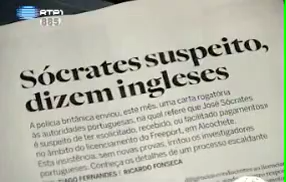 RTP1
Sócrates suspeito,
dizem ingleses
A polícia britânica enviou, este mês, uma carta rogatória
às autoridades portuguesas, na qual refere que José Sócrates
é suspeito de ter «solicitado, recebido, ou facilitado pagamentos»
no âmbito do licenciamento do Freeport, em Alcochete.
Esta insistência, sem novas provas, irritou os investigadores
portugueses. Conheça os detalhes de um processo escaldante
FERNANDES | RICARDO FONSECA